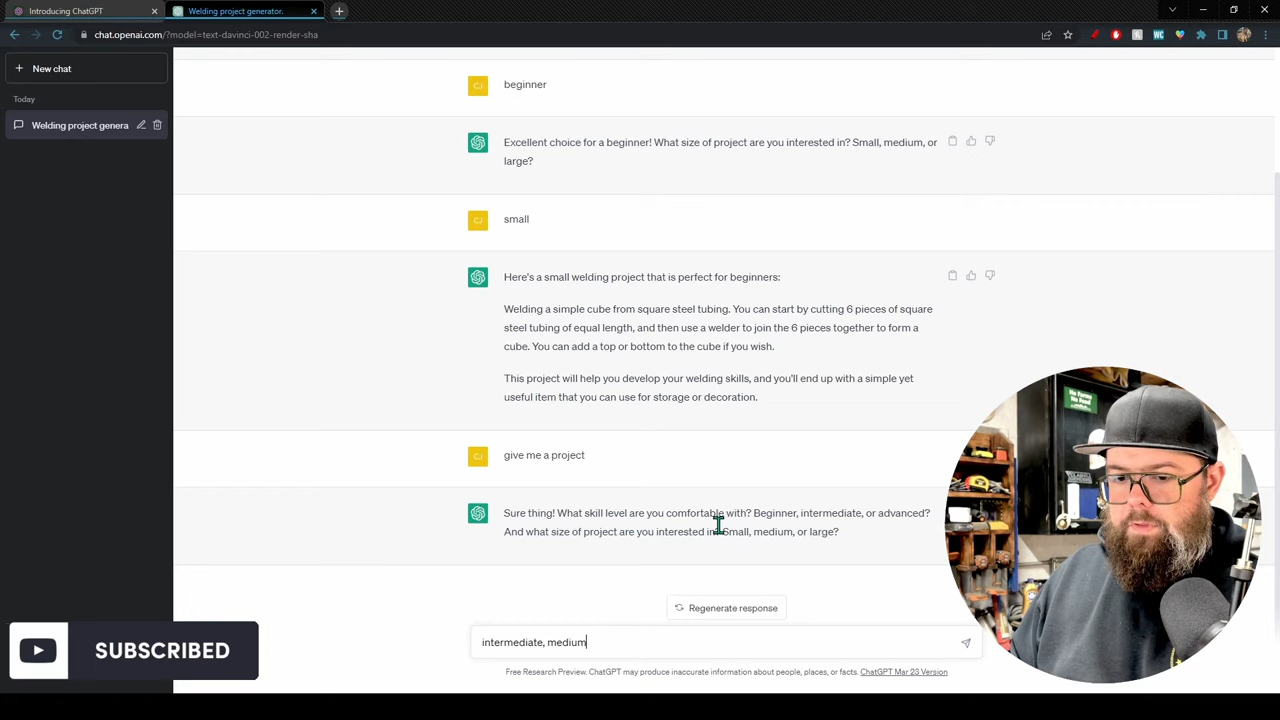 Introducing ChatGPT
Welding project generator.
chat.openai.com/?model=text-davinci-002-render-sha
New chat
Today
Welding project genera
CJ
beginner
Excellent choice for a beginner! What size of project are you interested in? Small, medium, or
large?
CJ
small
Here's a small welding project that is perfect for beginners:
Welding a simple cube from square steel tubing. You can start by cutting 6 pieces of square
steel tubing of equal length, and then use a welder to join the 6 pieces together to form a
cube. You can add a top or bottom to the cube if you wish.
This project will help you develop your welding skills, and you'll end up with a simple yet
useful item that you can use for storage or decoration.
CJ
give me a project
Sure thing! What skill level are you comfortable with? Beginner, intermediate, or advanced?
And what size of project are you interested in? Small, medium, or large?
Regenerate response
intermediate, medium
Free Research Preview. ChatGPT may produce inaccurate information about people, places, or facts. ChatGPT Mar 23 Version
SUBSCRIBED
No Farms
No Food